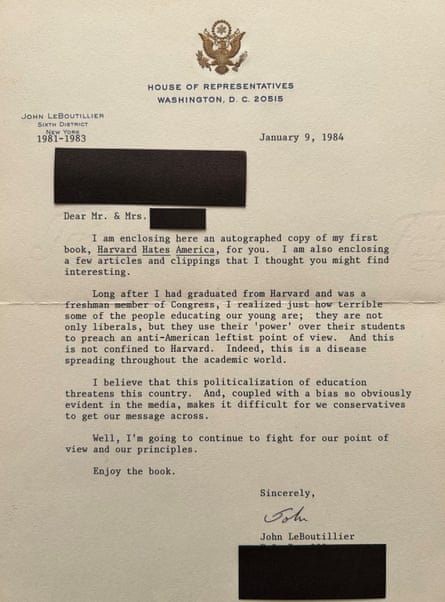 HOUSE OF REPRESENTATIVES
WASHINGTON, D. C. 20515
JOHN LEBOUTILLIER
SIXTH DISTRICT
NEW YORK
1981-1983
January 9, 1984
Dear Mr. & Mrs.
I am enclosing here an autographed copy of my first
book, Harvard Hates America, for you. I am also enclosing
a few articles and clippings that I thought you might find
interesting.
Long after I had graduated from Harvard and was a
freshman member of Congress, I realized just how terrible
some of the people educating our young are; they are not
only liberals, but they use their 'power' over their students
to preach an anti-American leftist point of view. And this
is not confined to Harvard. Indeed, this is a disease
spreading throughout the academic world.
I believe that this politicalization of education
threatens this country. And, coupled with a bias so obviously
evident in the media, makes it difficult for we conservatives
to get our message across.
Well, I'm going to continue to fight for our point of
view and our principles.
Enjoy the book.
Sincerely,
John
John LeBoutillier